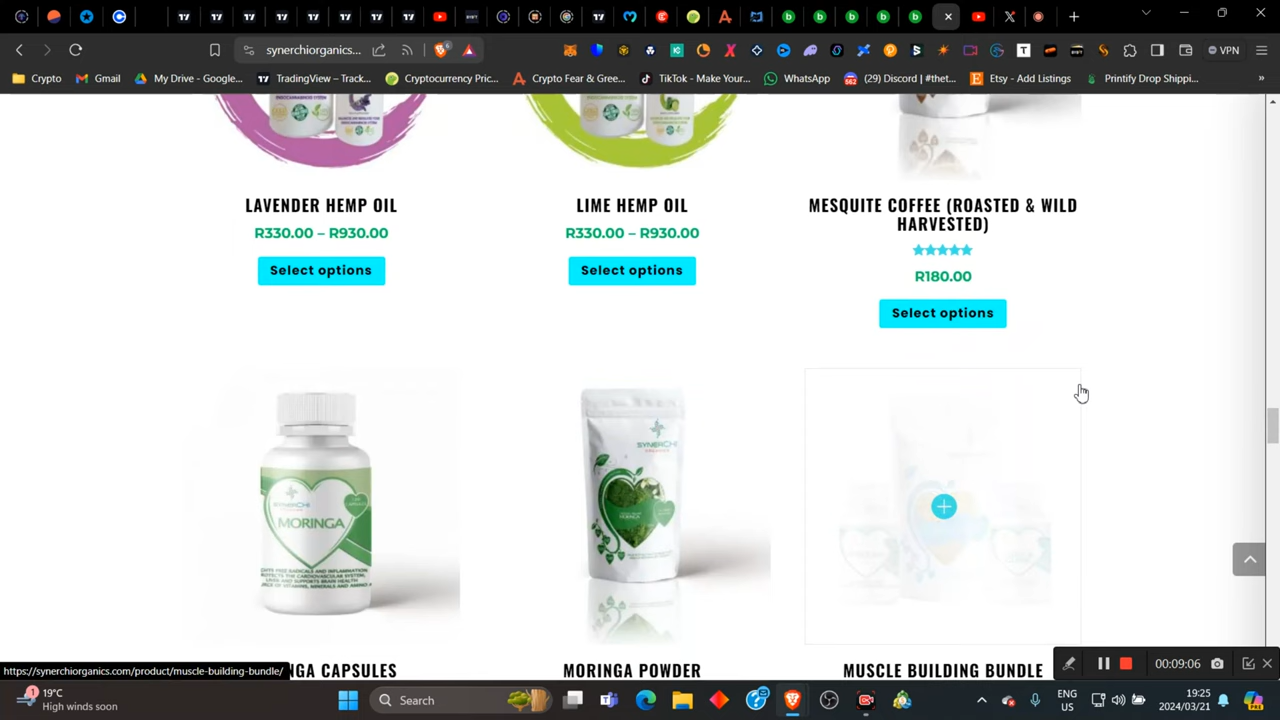 synerchiorganics...
6
VPN
Crypto
Gmail
My Drive - Google...
TradingView – Track...
Cryptocurrency Pric...
Crypto Fear & Gree...
TikTok - Make Your...
WhatsApp
(29) Discord | #thet...
Etsy - Add Listings
Printify Drop Shippi...
LAVENDER HEMP OIL
R330.00 – R930.00
Select options
LIME HEMP OIL
R330.00 – R930.00
Select options
MESQUITE COFFEE (ROASTED & WILD
HARVESTED)
R180.00
Select options
SYNERCHI
MORINGA
SYNERCHI
https://synerchiorganics.com/product/muscle-building-bundle/
NGA CAPSULES
MORINGA POWDER
MUSCLE BUILDING BUNDLE
00:09:06
1
19°C
High winds soon
Search
ENG
US
19:25
2024/03/21